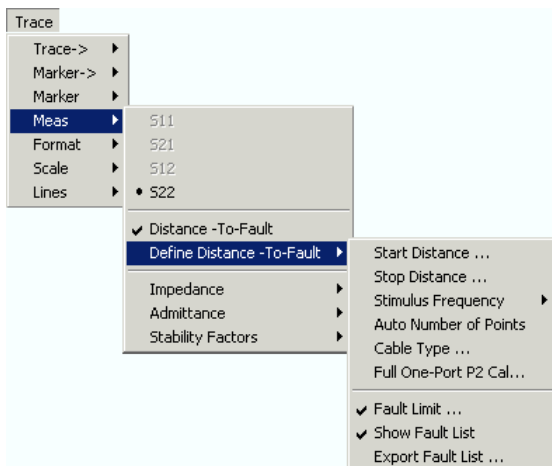 Trace
Trace->
Marker->
Marker
Meas
Format
Scale
Lines
S11
S21
S12
S22
Distance -To-Fault
Define Distance -To-Fault
Impedance
Admittance
Stability Factors
Start Distance ...
Stop Distance ...
Stimulus Frequency
Auto Number of Points
Cable Type ...
Full One-Port P2 Cal...
Fault Limit ...
Show Fault List
Export Fault List ...